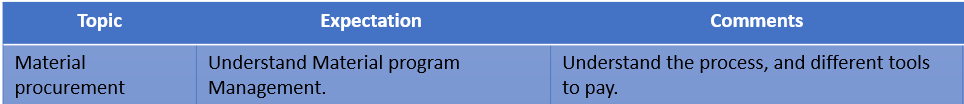 Topic Expectation Comments
Material Understand Material program Understand the process, and different tools
procurement Management. to pay.